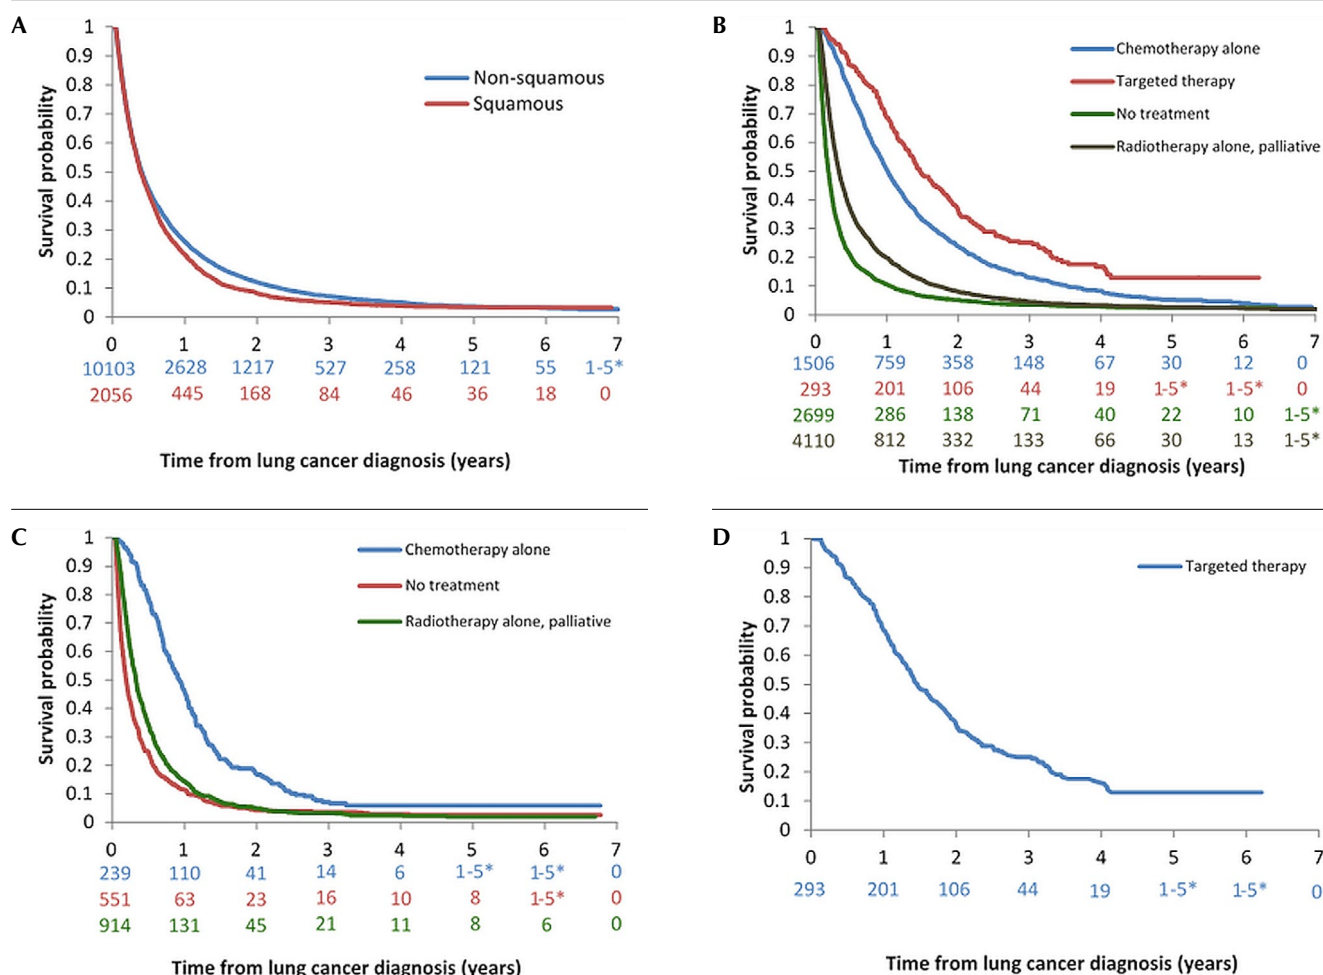 A
Survival probability
1
0.9
0.8
0.7
0.6
0.5
0.4
0.3
0.2
0.1
0
Non-squamous
Squamous
0 1 2 3 4 5 6 7
10103 2628 1217 527 258 121 55 1-5*
2056 445 168 84 46 36 18 0
Time from lung cancer diagnosis (years)
B
Survival probability
1
0.9
0.8
0.7
0.6
0.5
0.4
0.3
0.2
0.1
0
Chemotherapy alone
Targeted therapy
No treatment
Radiotherapy alone, palliative
0 1 2 3 4 5 6 7
1506 759 358 148 67 30 12 0
293 201 106 44 19 1-5* 1-5* 0
2699 286 138 71 40 22 10 1-5*
4110 812 332 133 66 30 13 1-5*
Time from lung cancer diagnosis (years)
C
Survival probability
1
0.9
0.8
0.7
0.6
0.5
0.4
0.3
0.2
0.1
0
Chemotherapy alone
No treatment
Radiotherapy alone, palliative
0 1 2 3 4 5 6 7
239 110 41 14 6 1-5* 1-5* 0
551 63 23 16 10 8 1-5* 0
914 131 45 21 11 8 6 0
Time from lung cancer diagnosis (years)
D
Survival probability
1
0.9
0.8
0.7
0.6
0.5
0.4
0.3
0.2
0.1
0
Targeted therapy
0 1 2 3 4 5 6 7
293 201 106 44 19 1-5* 1-5* 0
Time from lung cancer diagnosis (years)